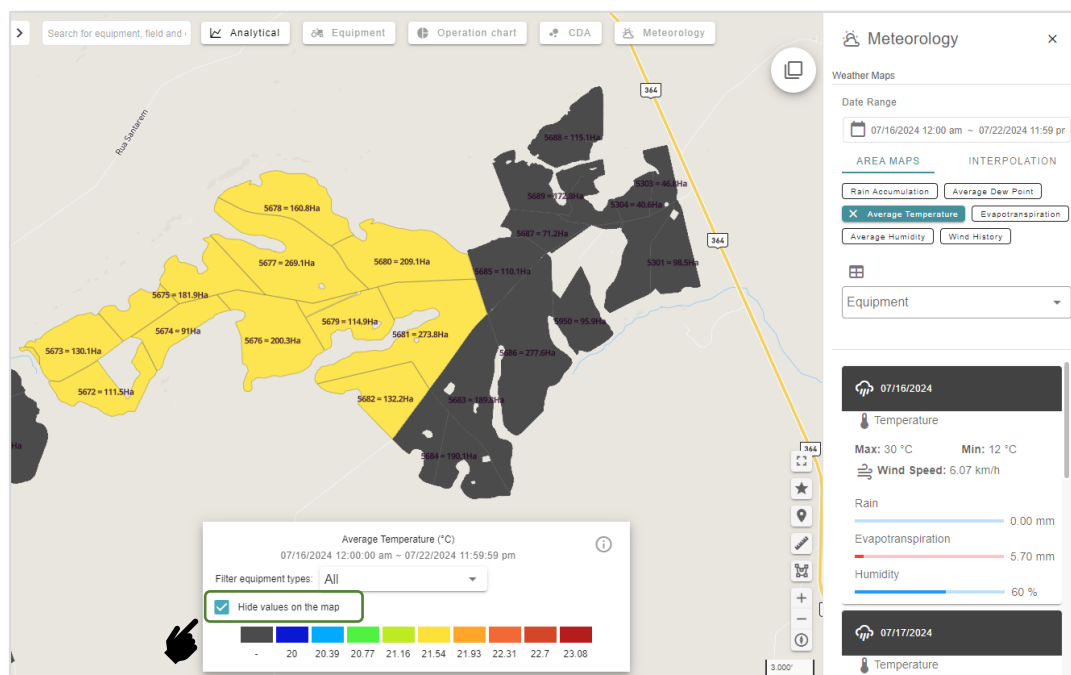 Search for equipment, field and
Analytical
Equipment
Operation chart
CDA
Meteorology
364
Rua Santarem
5688 = 115.1Ha
5689 = 172.8Ha
5303 = 46.8Ha
5304 = 40.6Ha
5678 = 160.8Ha
5687 = 71.2Ha
364
5677 = 269.1Ha
5680 = 209.1Ha
5685 = 110.1Ha
5301 = 98.5Ha
5675 = 181.9Ha
5679 = 114.9Ha
5950 = 95.9Ha
5674 = 91Ha
5676 = 200.3Ha
5681 = 273.8Ha
5673 = 130.1Ha
5686 = 277.6Ha
5672 = 111.5Ha
5682 = 132.2Ha
5683 = 189.8Ha
Ha
5684 = 190.1Ha
364
Average Temperature (°C)
07/16/2024 12:00:00 am ~ 07/22/2024 11:59:59 pm
Filter equipment types: All
Hide values on the map
- 20 20.39 20.77 21.16 21.54 21.93 22.31 22.7 23.08
3.000'
Meteorology
Weather Maps
Date Range
07/16/2024 12:00 am ~ 07/22/2024 11:59 pr
AREA MAPS INTERPOLATION
Rain Accumulation Average Dew Point
Average Temperature Evapotranspiration
Average Humidity Wind History
Equipment
07/16/2024
Temperature
Max: 30 °C Min: 12 °C
Wind Speed: 6.07 km/h
Rain
0.00 mm
Evapotranspiration
5.70 mm
Humidity
60 %
07/17/2024
Temperature